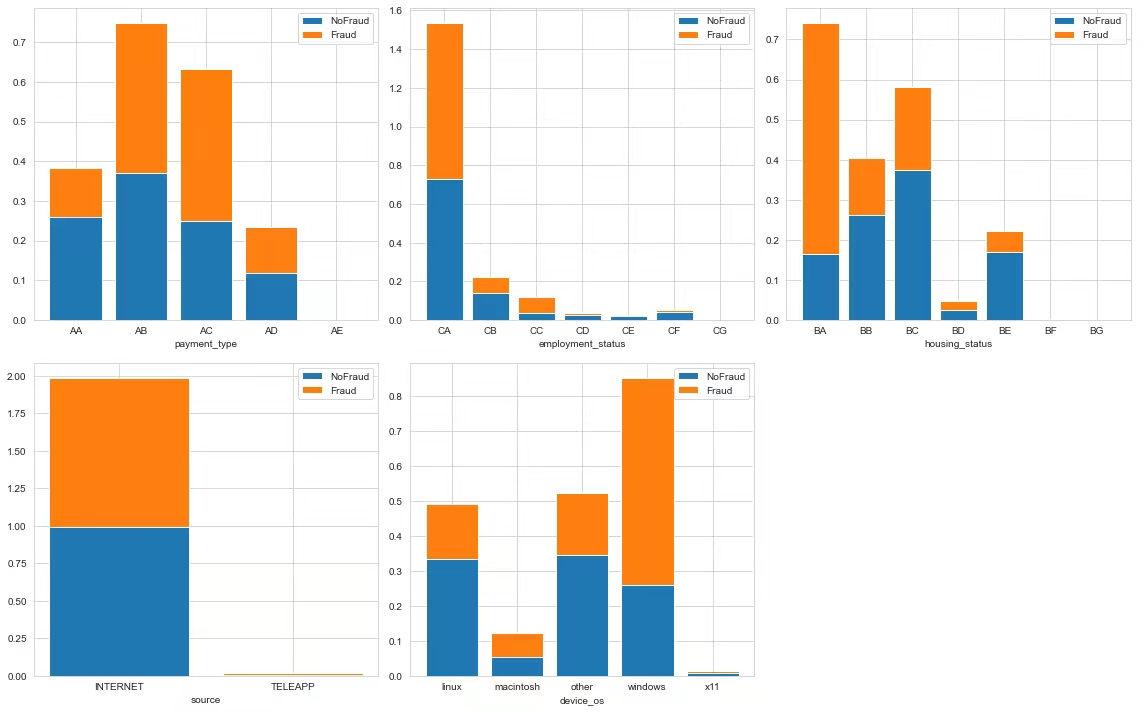 NoFraud
Fraud
0.7
0.6
0.5
0.4
0.3
0.2
0.1
0.0
AA AB AC AD AE
payment_type
NoFraud
Fraud
1.6
1.4
1.2
1.0
0.8
0.6
0.4
0.2
0.0
CA CB CC CD CE CF CG
employment_status
NoFraud
Fraud
0.7
0.6
0.5
0.4
0.3
0.2
0.1
0.0
BA BB BC BD BE BF BG
housing_status
NoFraud
Fraud
2.00
1.75
1.50
1.25
1.00
0.75
0.50
0.25
0.00
INTERNET TELEAPP
source
NoFraud
Fraud
0.8
0.7
0.6
0.5
0.4
0.3
0.2
0.1
0.0
linux macintosh other windows x11
device_os